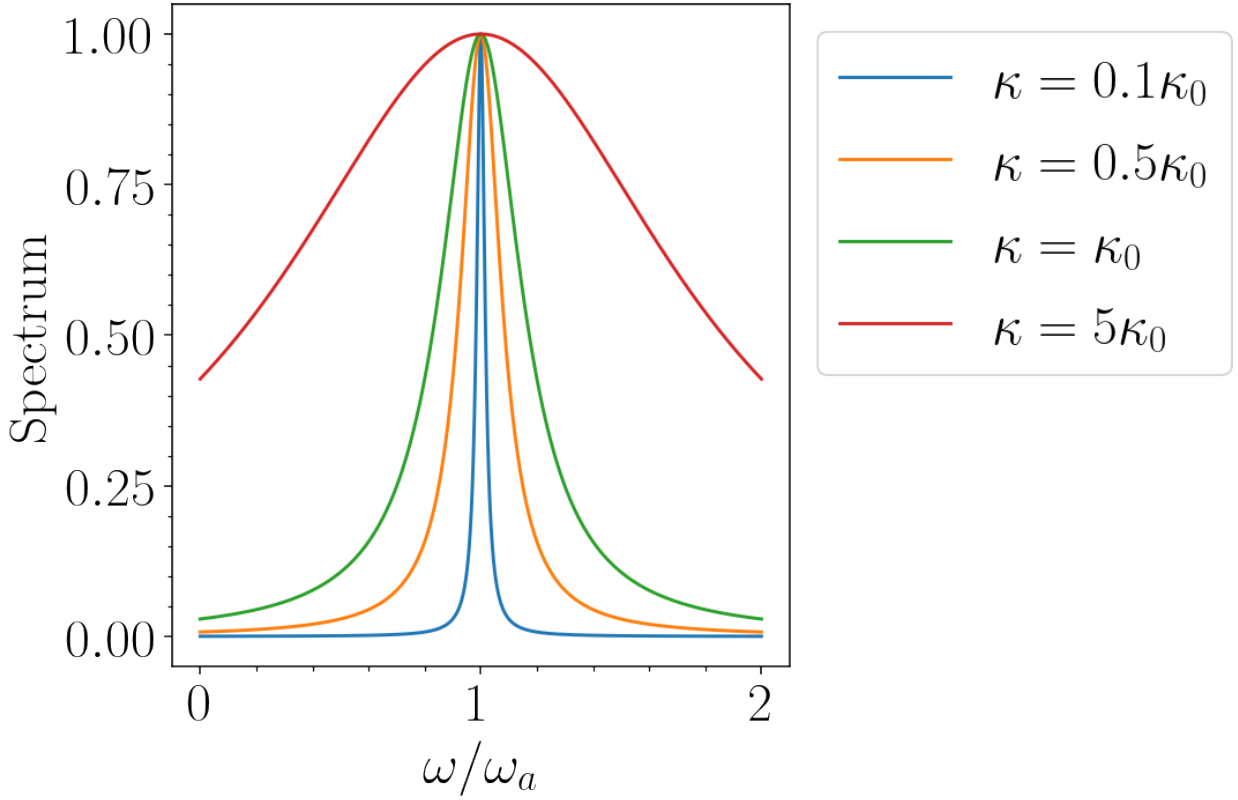 1.00
0.75
0.50
0.25
0.00
Spectrum
0
1
2
ω/ωₐ
κ = 0.1κ₀
κ = 0.5κ₀
κ = κ₀
κ = 5κ₀